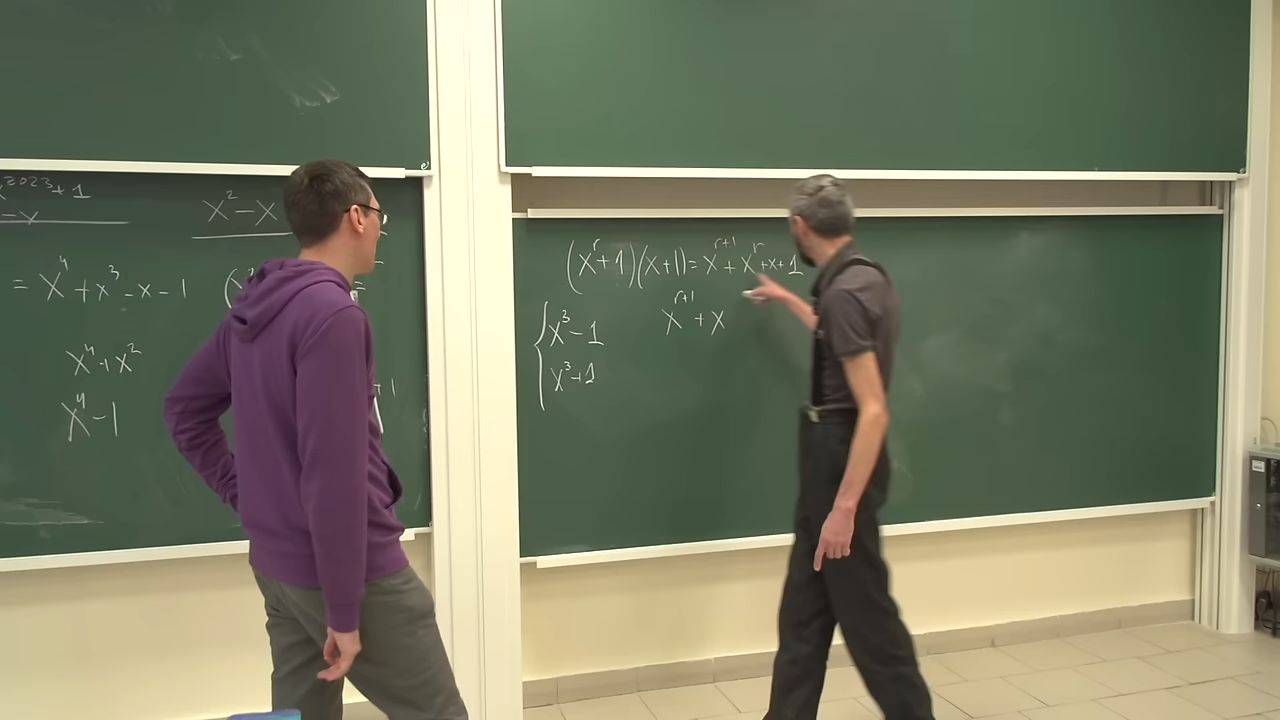 x^2023 + 1
- x
x^2 - x
= x^4 + x^3 - x - 1
x^4 + x^2
x^4 - 1
+ 1
(x^r + 1)(x + 1) = x^{r+1} + x^r + x + 1
x^{r+1} + x
{ x^3 - 1
x^3 + 1